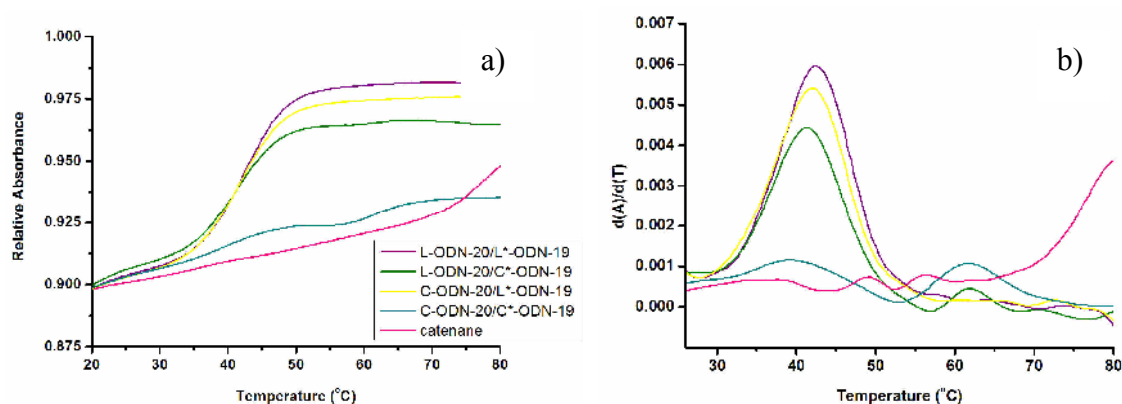 a)
1.000
0.975
0.950
0.925
0.900
0.875
Relative Absorbance
L-ODN-20/L*-ODN-19
L-ODN-20/C*-ODN-19
C-ODN-20/L*-ODN-19
C-ODN-20/C*-ODN-19
catenane
20 30 40 50 60 70 80
Temperature (°C)
b)
0.007
0.006
0.005
0.004
0.003
0.002
0.001
0.000
d(A)/d(T)
30 40 50 60 70 80
Temperature (°C)